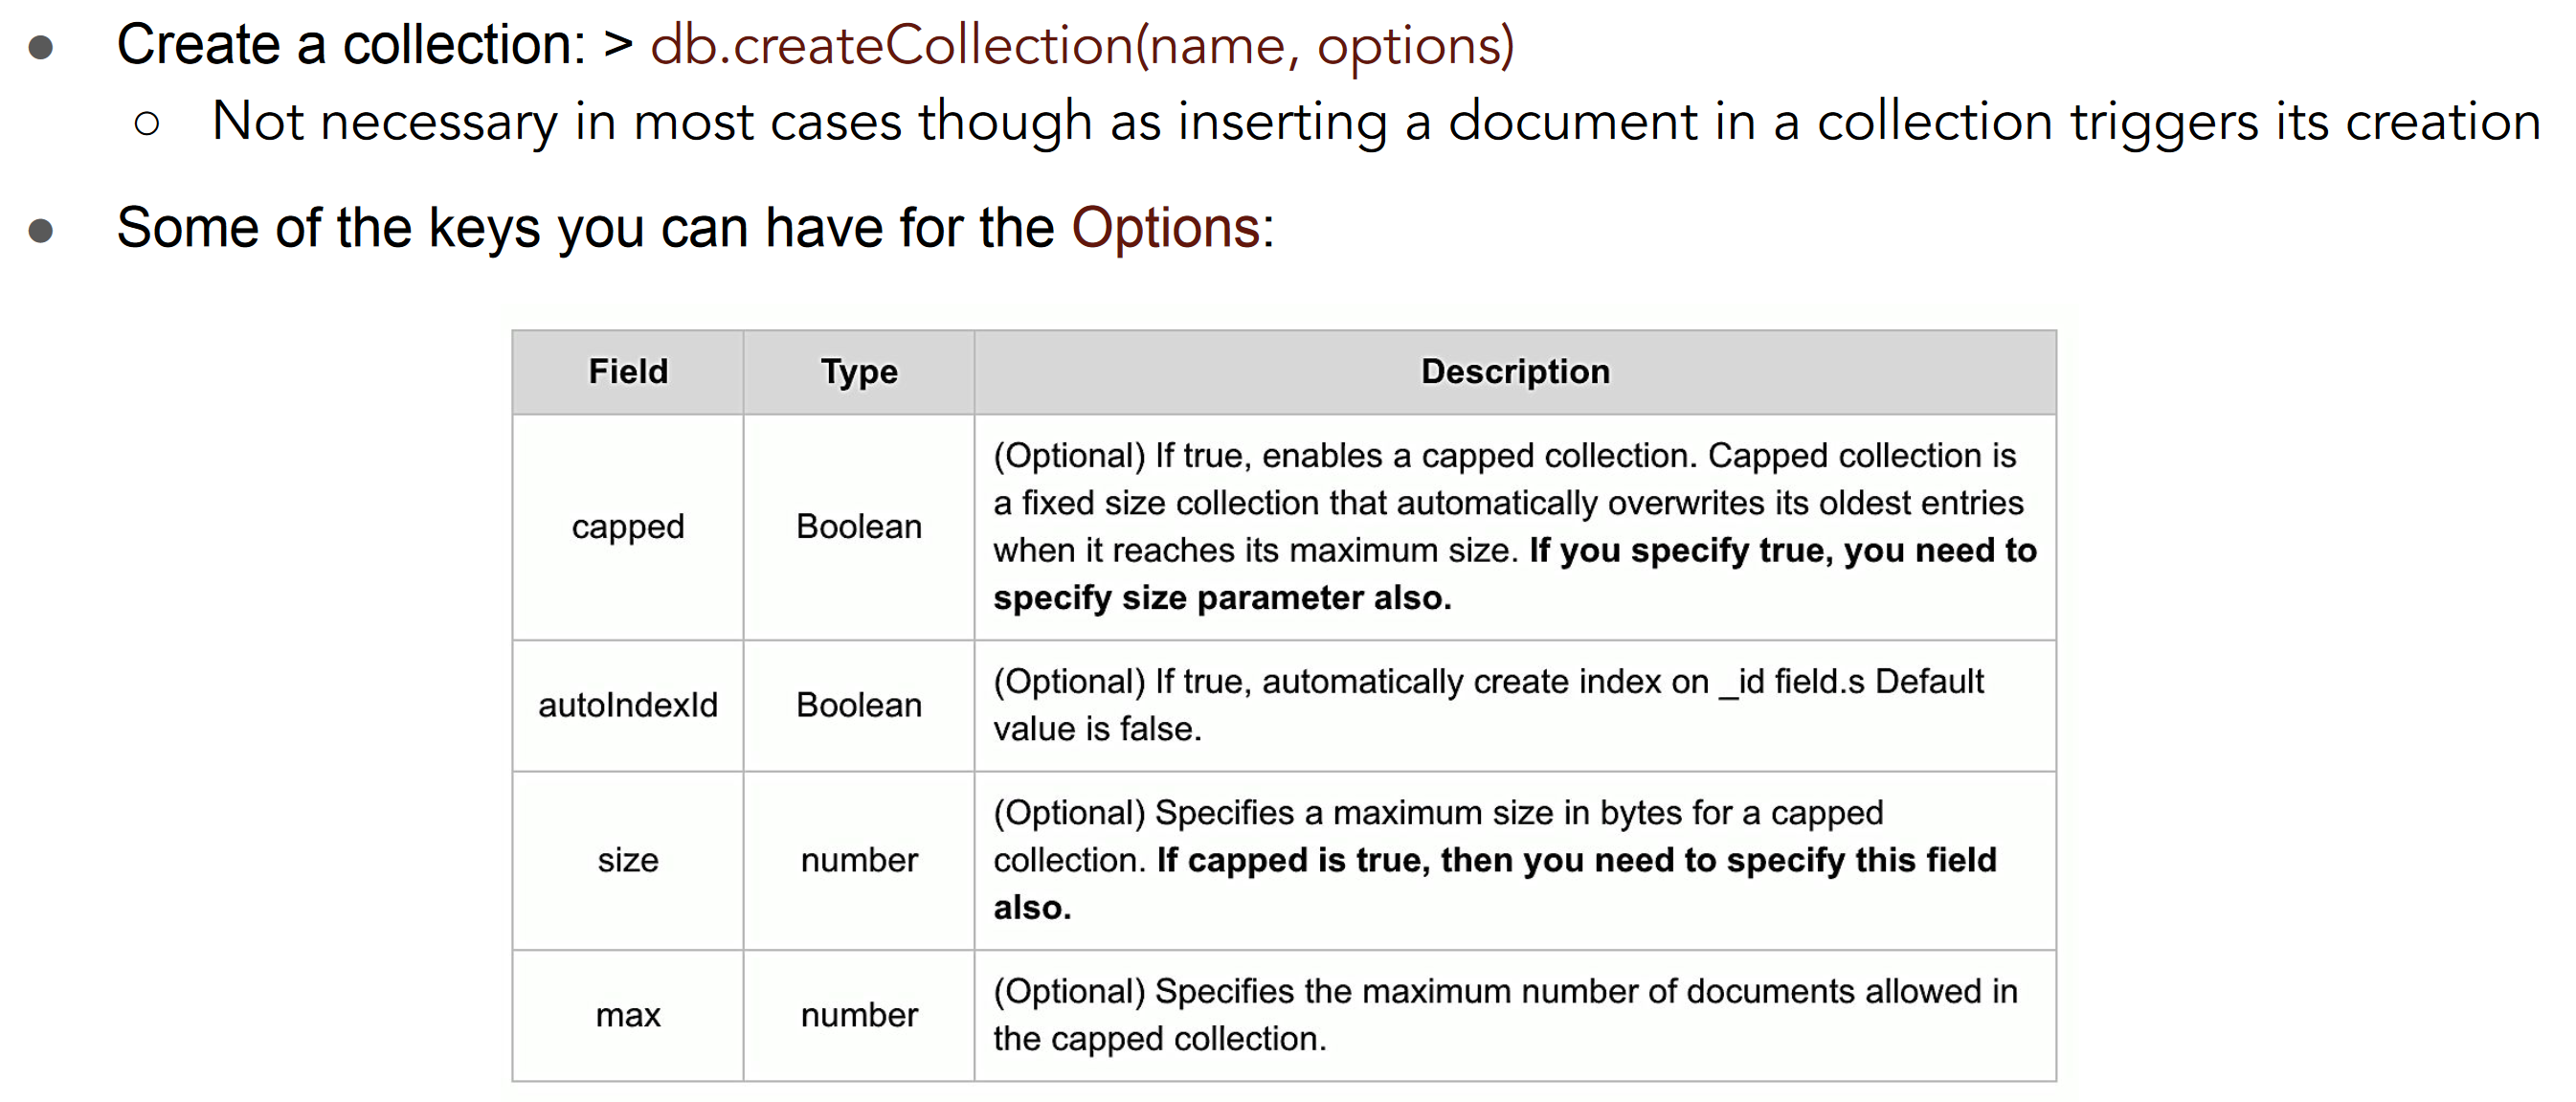 ● Create a collection: > db.createCollection(name, options)
○ Not necessary in most cases though as inserting a document in a collection triggers its creation
● Some of the keys you can have for the Options:
Field Type Description
capped Boolean (Optional) If true, enables a capped collection. Capped collection is
a fixed size collection that automatically overwrites its oldest entries
when it reaches its maximum size. If you specify true, you need to
specify size parameter also.
autoIndexId Boolean (Optional) If true, automatically create index on _id field.s Default
value is false.
size number (Optional) Specifies a maximum size in bytes for a capped
collection. If capped is true, then you need to specify this field
also.
max number (Optional) Specifies the maximum number of documents allowed in
the capped collection.